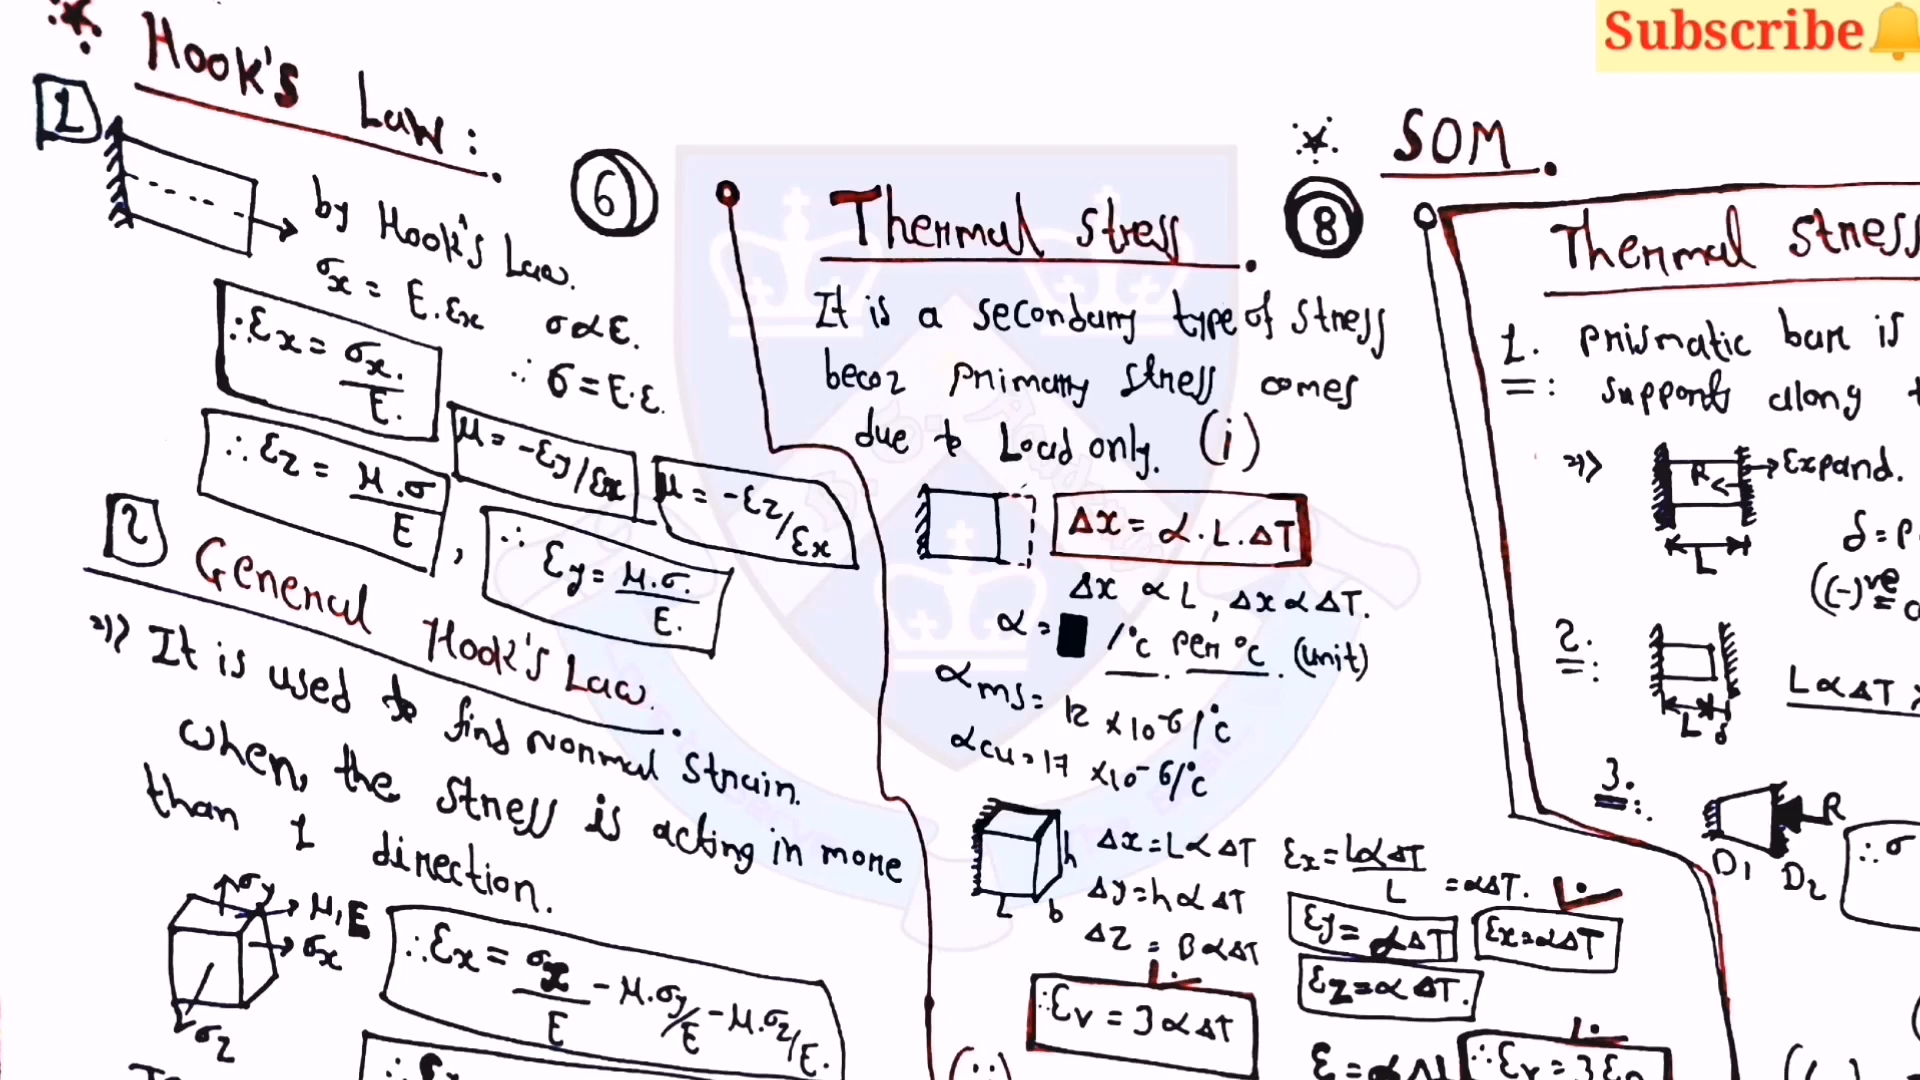 Subscribe
Hook's Law:
1
by Hook's Law.
σx = E.εx
σ∝ε.
∴ σ = E.ε.
∴εx = σx./E.
μ = -εy/εx
μ = -εz/εx
∴ εz = μ.σ/E
,
∴ εy = μ.σ./E.
2
General Hook's Law.
It is used to find normal strain.
when, the stress is acting in more
than 1 direction.
σy
μ, E
σx
σz
∴εx = σx/E - μ.σy/E - μ.σz/E.
6
Thermal stress.
It is a secondary type of stress
becoz primary stress comes
due to Load only. (i)
Δx = α.L.ΔT
Δx ∝ L, Δx ∝ ΔT.
α = /°c per °c. (unit)
αms = 12 ×10-6/°c
αcu = 17 ×10-6/°c
h
L
b
Δx = LαΔT
Δy = hαΔT
Δz = BαΔT
εx = LαΔT/L = αΔT.
εy = αΔT
εx = αΔT
εz = αΔT.
∴εv = 3αΔT
8
SOM.
Thermal stress
1. prismatic bar is
supports along
R
Expand.
L
δ = P
((-)ve
2.
L δ
LαΔT
3.
R
D1
D2
∴ σ